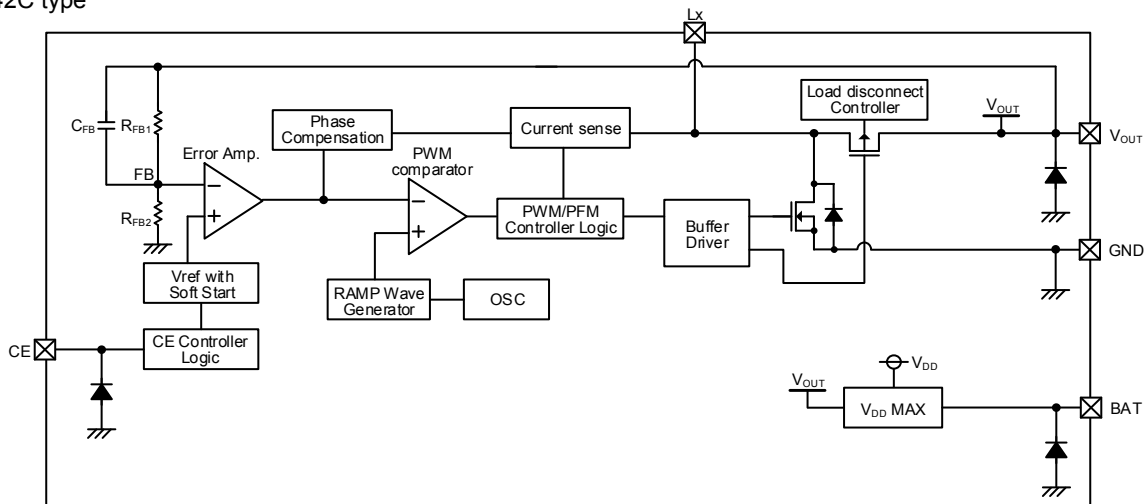 42C type
Lx
Load disconnect
Controller
VOUT
CFB
RFB1
Phase
Compensation
Current sense
VOUT
Error Amp.
PWM
comparator
FB
RFB2
PWM/PFM
Controller Logic
Buffer
Driver
GND
Vref with
Soft Start
RAMP Wave
Generator
OSC
CE
CE Controller
Logic
VDD
VOUT
VDD MAX
BAT